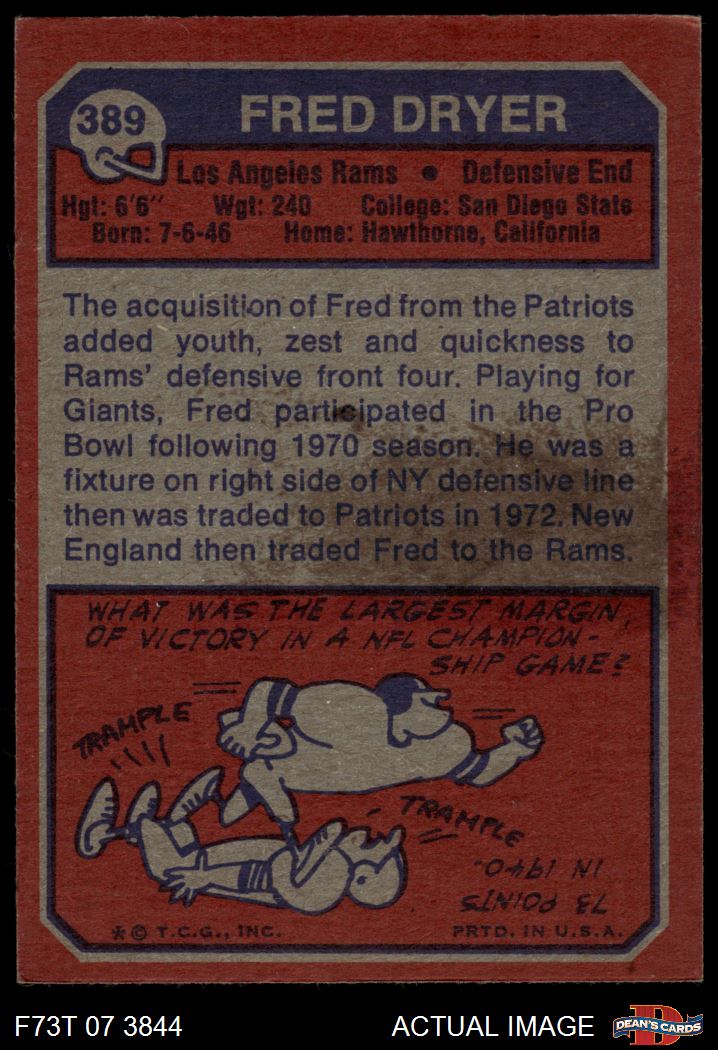 389
FRED DRYER
Los Angeles Rams • Defensive End
Hgt: 6'6" Wgt: 240 College: San Diego State
Born: 7-6-46 Home: Hawthorne, California
The acquisition of Fred from the Patriots
added youth, zest and quickness to
Rams' defensive front four. Playing for
Giants, Fred participated in the Pro
Bowl following 1970 season. He was a
fixture on right side of NY defensive line
then was traded to Patriots in 1972. New
England then traded Fred to the Rams.
WHAT WAS THE LARGEST MARGIN,
OF VICTORY IN A NFL CHAMPION-
SHIP GAME?
TRAMPLE
TRAMPLE
73 POINTS
IN 1940.
* © T.C.G., INC. PRTD. IN U.S.A.
F73T 07 3844 ACTUAL IMAGE D DEAN'S CARDS